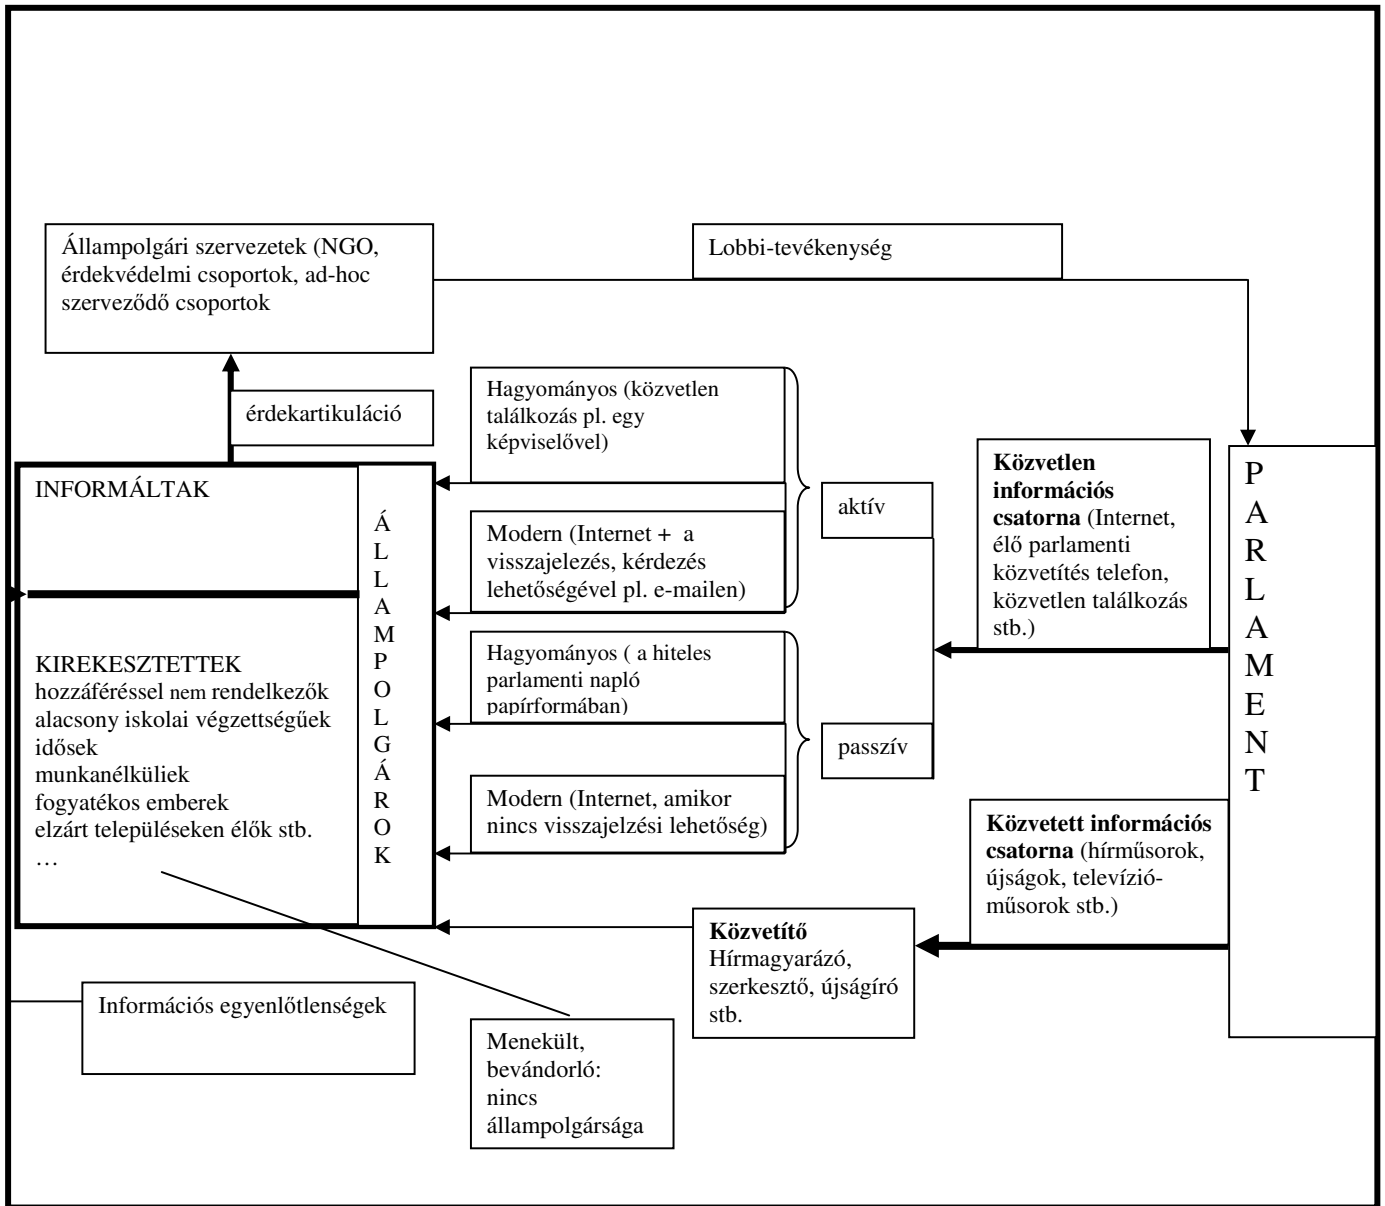 Állampolgári szervezetek (NGO,
érdekvédelmi csoportok, ad-hoc
szerveződő csoportok
Lobbi-tevékenység
érdekartikuláció
Hagyományos (közvetlen
találkozás pl. egy
képviselővel)
Modern (Internet + a
visszajelezés, kérdezés
lehetőségével pl. e-mailen)
aktív
Közvetlen
információs
csatorna (Internet,
élő parlamenti
közvetítés telefon,
közvetlen találkozás
stb.)
P
A
R
L
A
M
E
N
T
INFORMÁLTAK
KIREKESZTETTEK
hozzáféréssel nem rendelkezők
alacsony iskolai végzettségűek
idősek
munkanélküliek
fogyatékos emberek
elzárt településeken élők stb.
…
Á
L
L
A
M
P
O
L
G
Á
R
O
K
Hagyományos ( a hiteles
parlamenti napló
papírformában)
Modern (Internet, amikor
nincs visszajelzési lehetőség)
passzív
Közvetett információs
csatorna (hírműsorok,
újságok, televízió-
műsorok stb.)
Közvetítő
Hírmagyarázó,
szerkesztő, újságíró
stb.
Információs egyenlőtlenségek
Menekült,
bevándorló:
nincs
állampolgársága